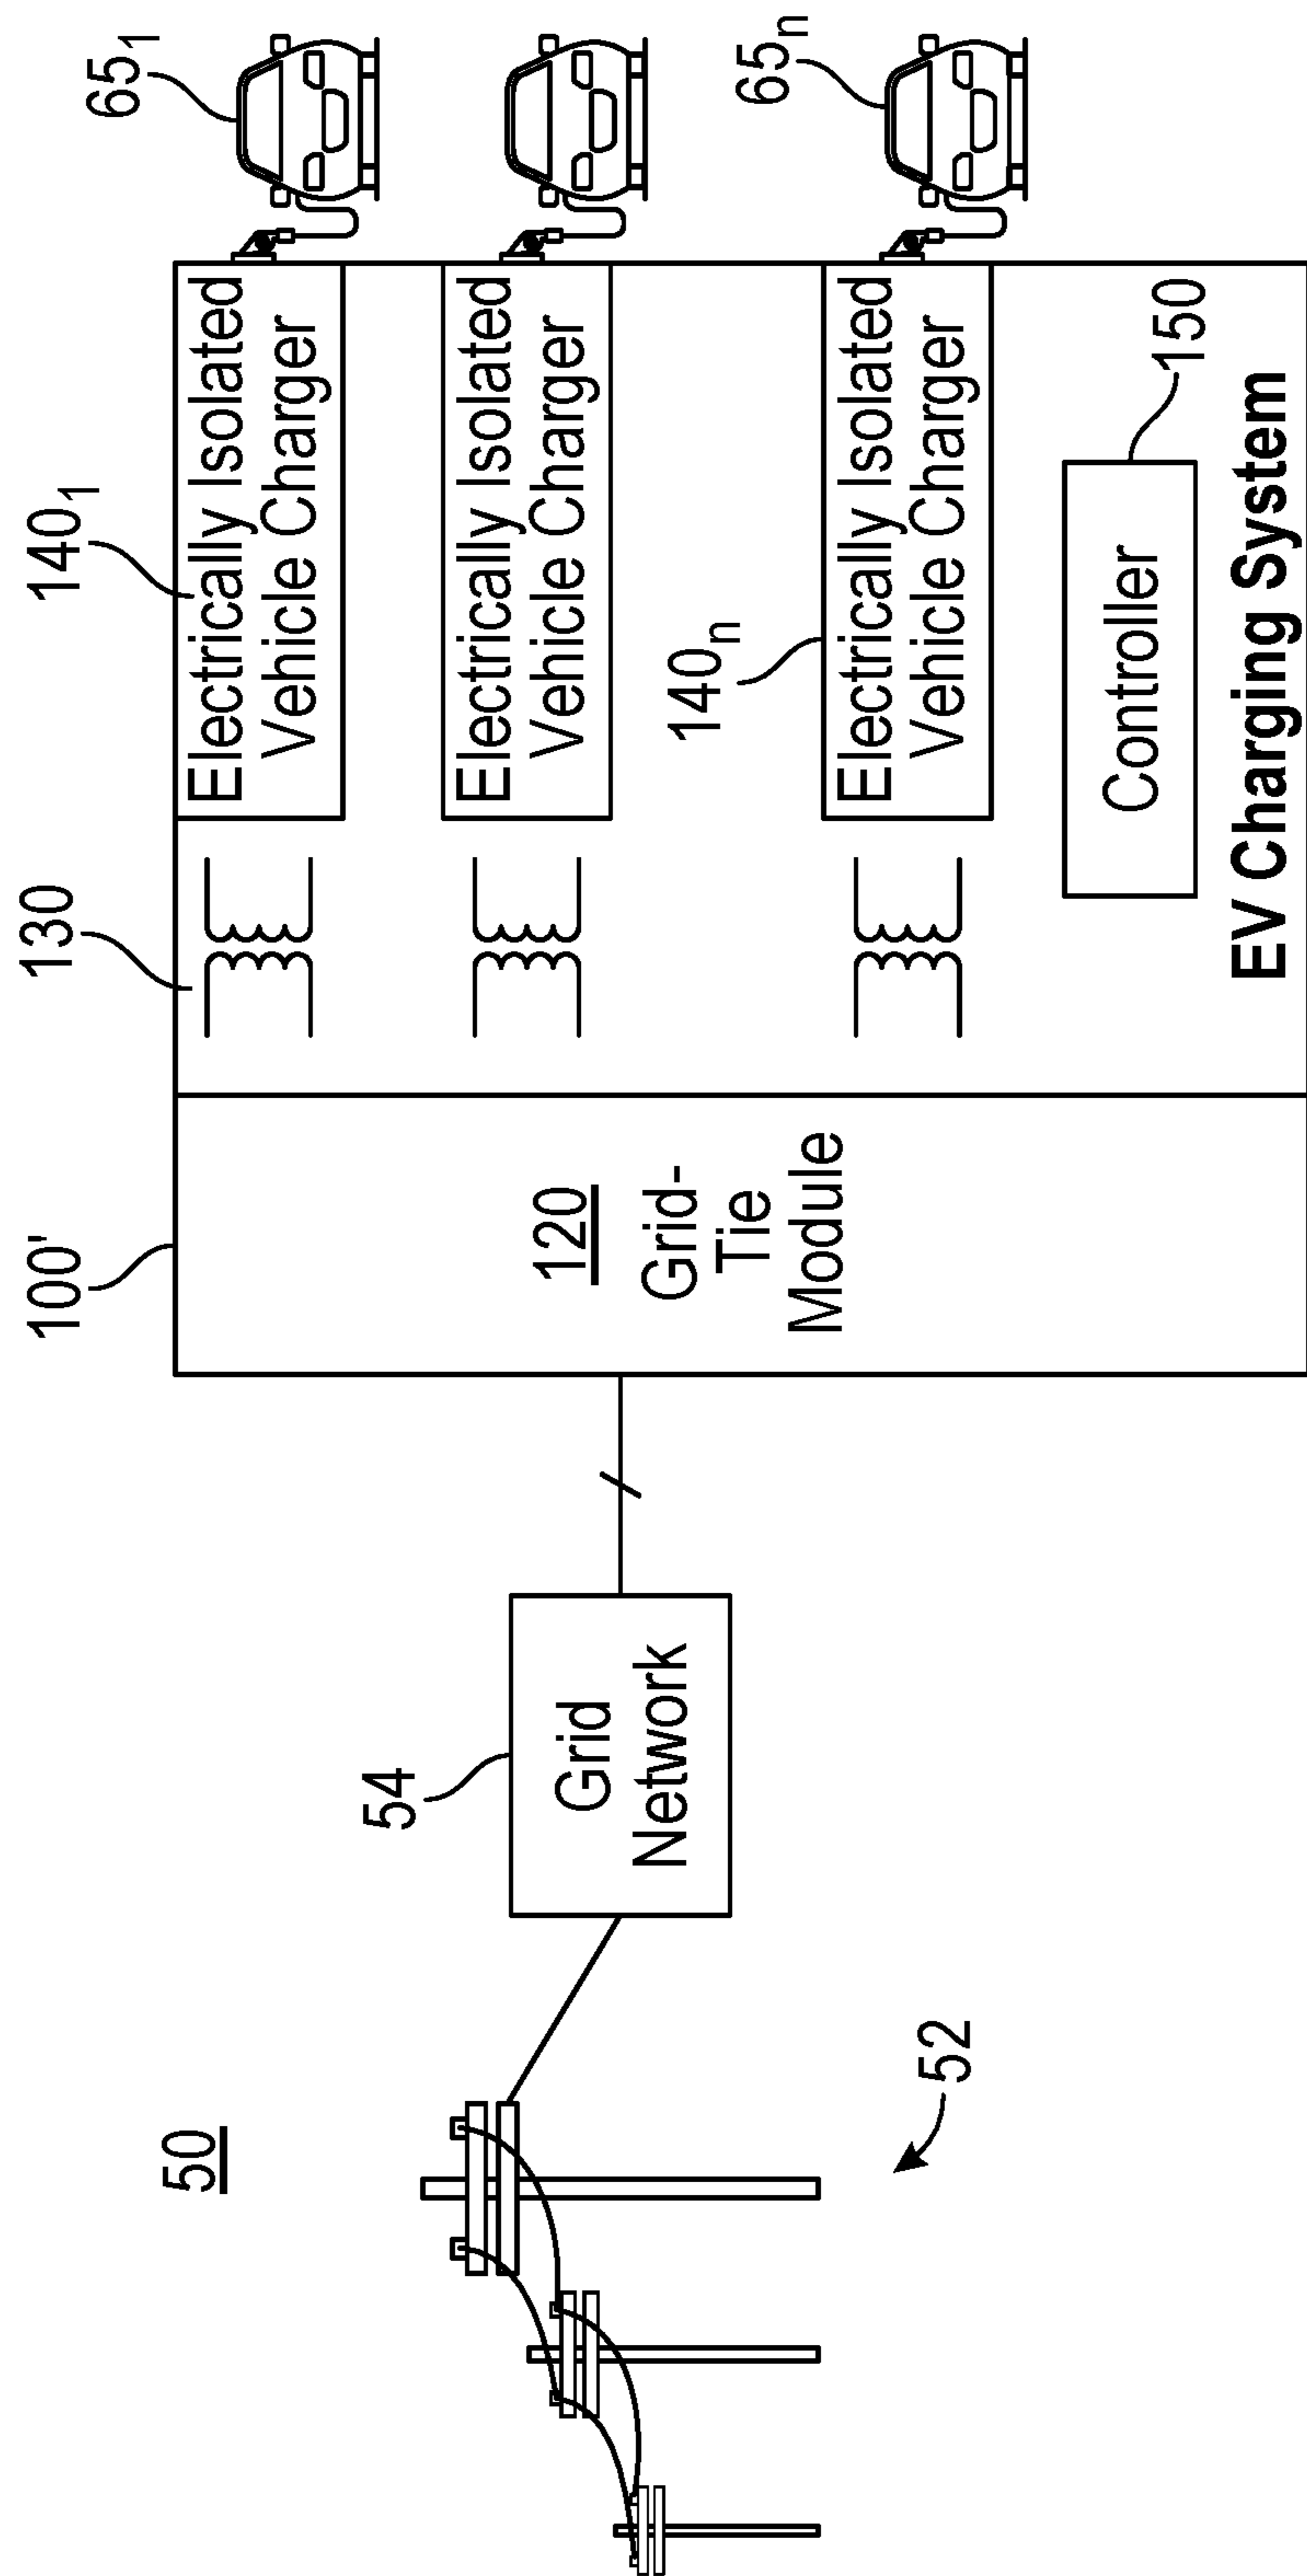 50
52
54
Grid
Network
100'
120
Grid-
Tie
Module
130
140₁
Electrically Isolated
Vehicle Charger
65₁
Electrically Isolated
Vehicle Charger
140ₙ
Electrically Isolated
Vehicle Charger
65ₙ
Controller
150
EV Charging System